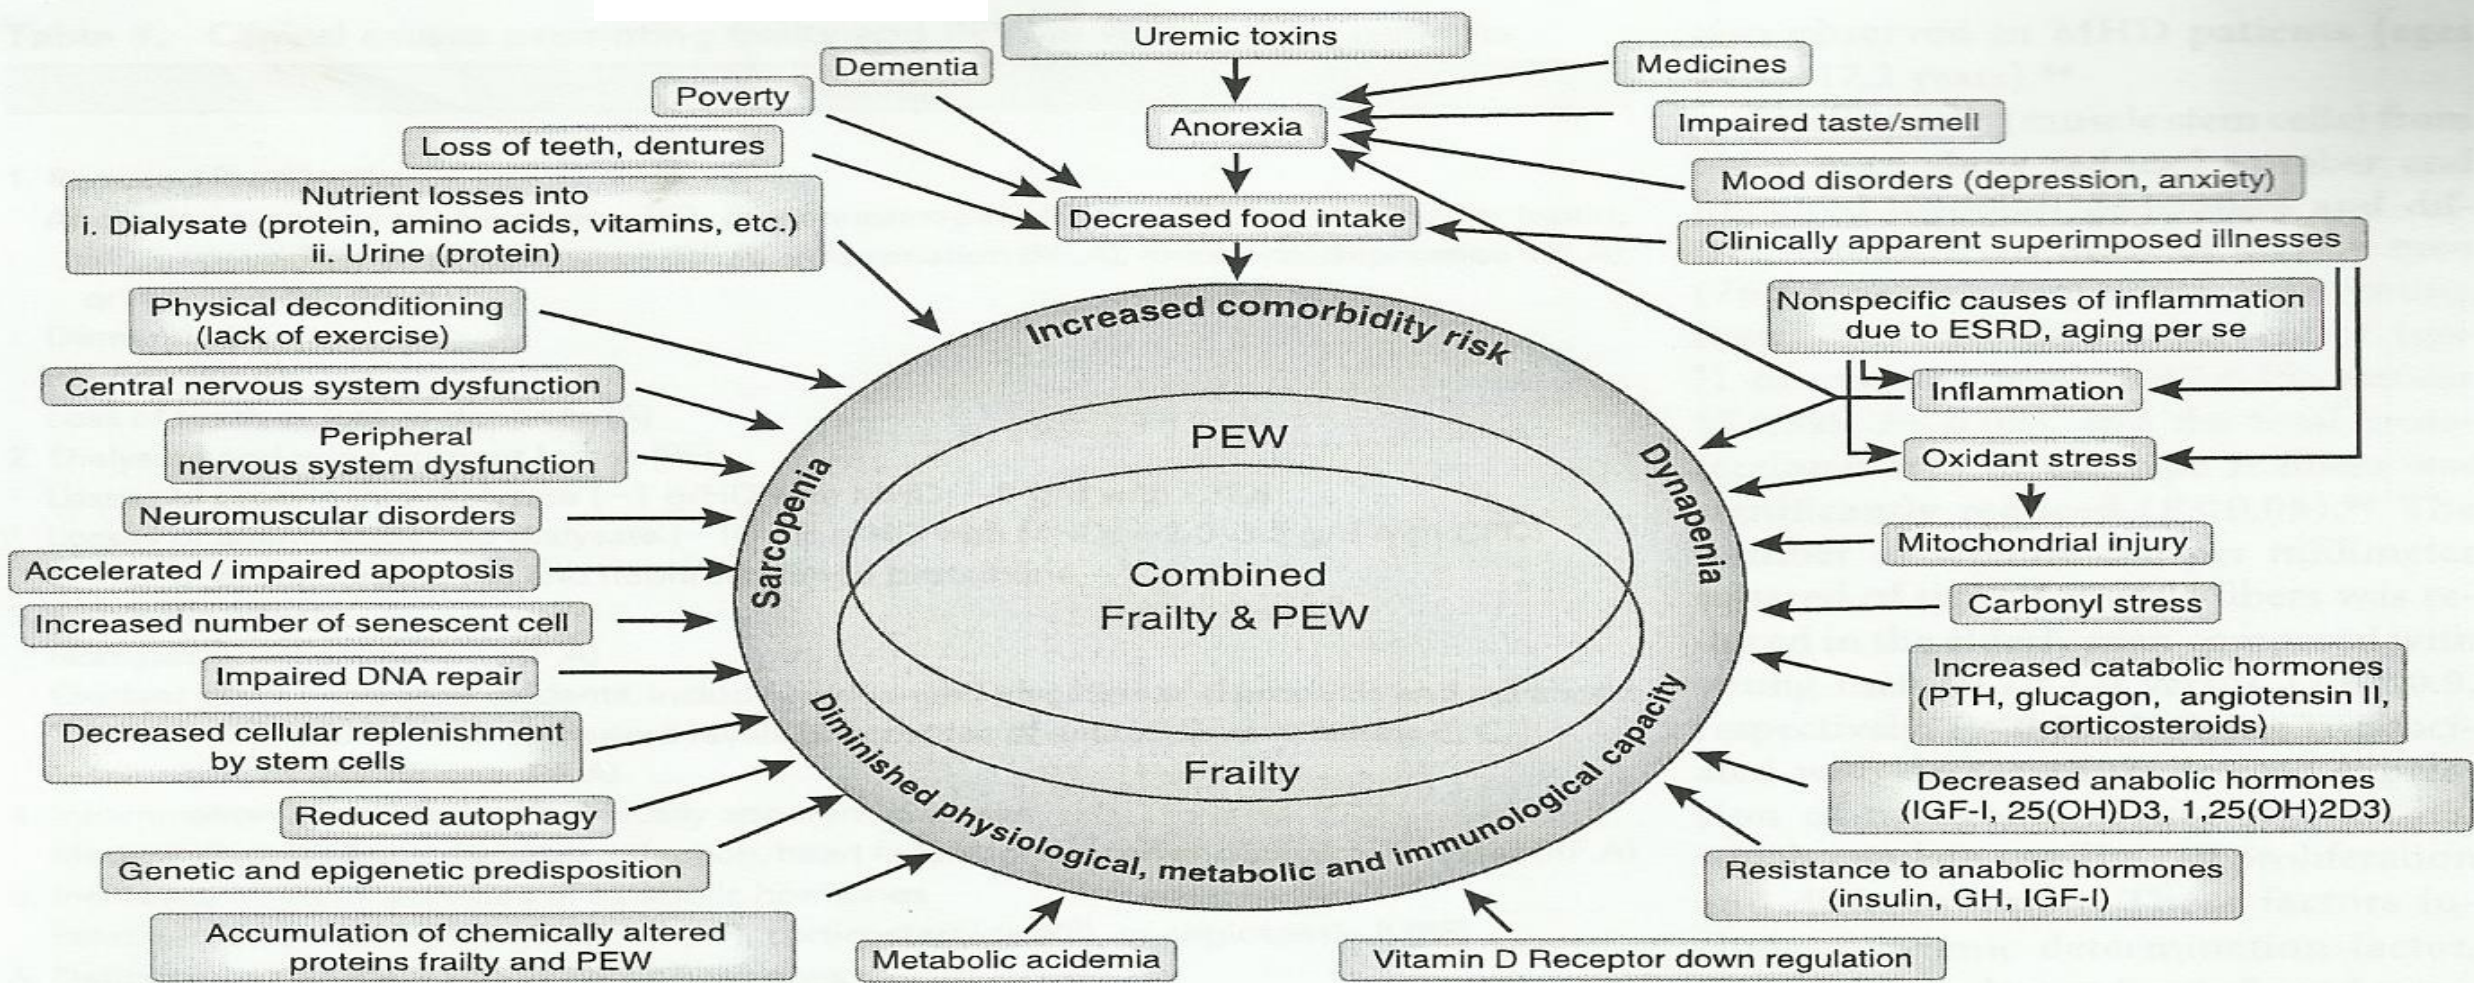 Uremic toxins
Dementia
Medicines
Poverty
Anorexia
Impaired taste/smell
Loss of teeth, dentures
Mood disorders (depression, anxiety)
Nutrient losses into
i. Dialysate (protein, amino acids, vitamins, etc.)
ii. Urine (protein)
Decreased food intake
Clinically apparent superimposed illnesses
Physical deconditioning
(lack of exercise)
Nonspecific causes of inflammation
due to ESRD, aging per se
Increased comorbidity risk
Central nervous system dysfunction
Inflammation
Peripheral
nervous system dysfunction
PEW
Oxidant stress
Sarcopenia
Dynapenia
Neuromuscular disorders
Mitochondrial injury
Accelerated / impaired apoptosis
Combined
Frailty & PEW
Carbonyl stress
Increased number of senescent cell
Impaired DNA repair
Increased catabolic hormones
(PTH, glucagon, angiotensin II,
corticosteroids)
Decreased cellular replenishment
by stem cells
Frailty
Diminished physiological, metabolic and immunological capacity
Decreased anabolic hormones
(IGF-I, 25(OH)D3, 1,25(OH)2D3)
Reduced autophagy
Genetic and epigenetic predisposition
Resistance to anabolic hormones
(insulin, GH, IGF-I)
Accumulation of chemically altered
proteins frailty and PEW
Metabolic acidemia
Vitamin D Receptor down regulation